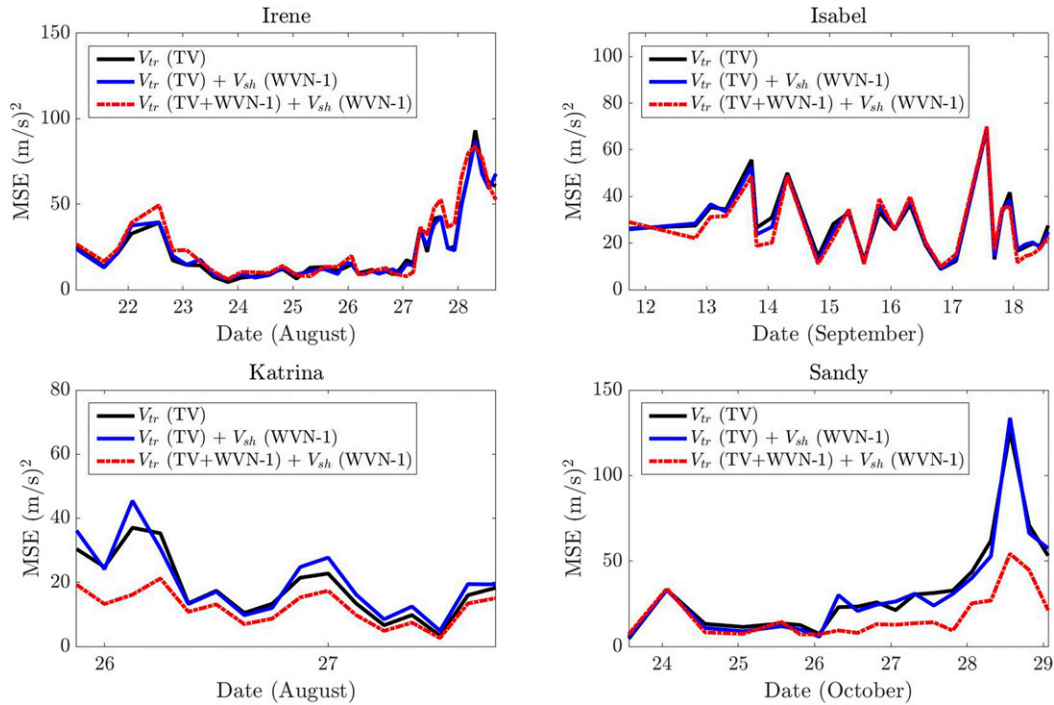 Irene
150
100
50
0
MSE (m/s)²
V_tr (TV)
V_tr (TV) + V_sh (WVN-1)
V_tr (TV+WVN-1) + V_sh (WVN-1)
22 23 24 25 26 27 28
Date (August)
Isabel
100
80
60
40
20
0
MSE (m/s)²
V_tr (TV)
V_tr (TV) + V_sh (WVN-1)
V_tr (TV+WVN-1) + V_sh (WVN-1)
12 13 14 15 16 17 18
Date (September)
Katrina
80
60
40
20
0
MSE (m/s)²
V_tr (TV)
V_tr (TV) + V_sh (WVN-1)
V_tr (TV+WVN-1) + V_sh (WVN-1)
26 27
Date (August)
Sandy
150
100
50
0
MSE (m/s)²
V_tr (TV)
V_tr (TV) + V_sh (WVN-1)
V_tr (TV+WVN-1) + V_sh (WVN-1)
24 25 26 27 28 29
Date (October)